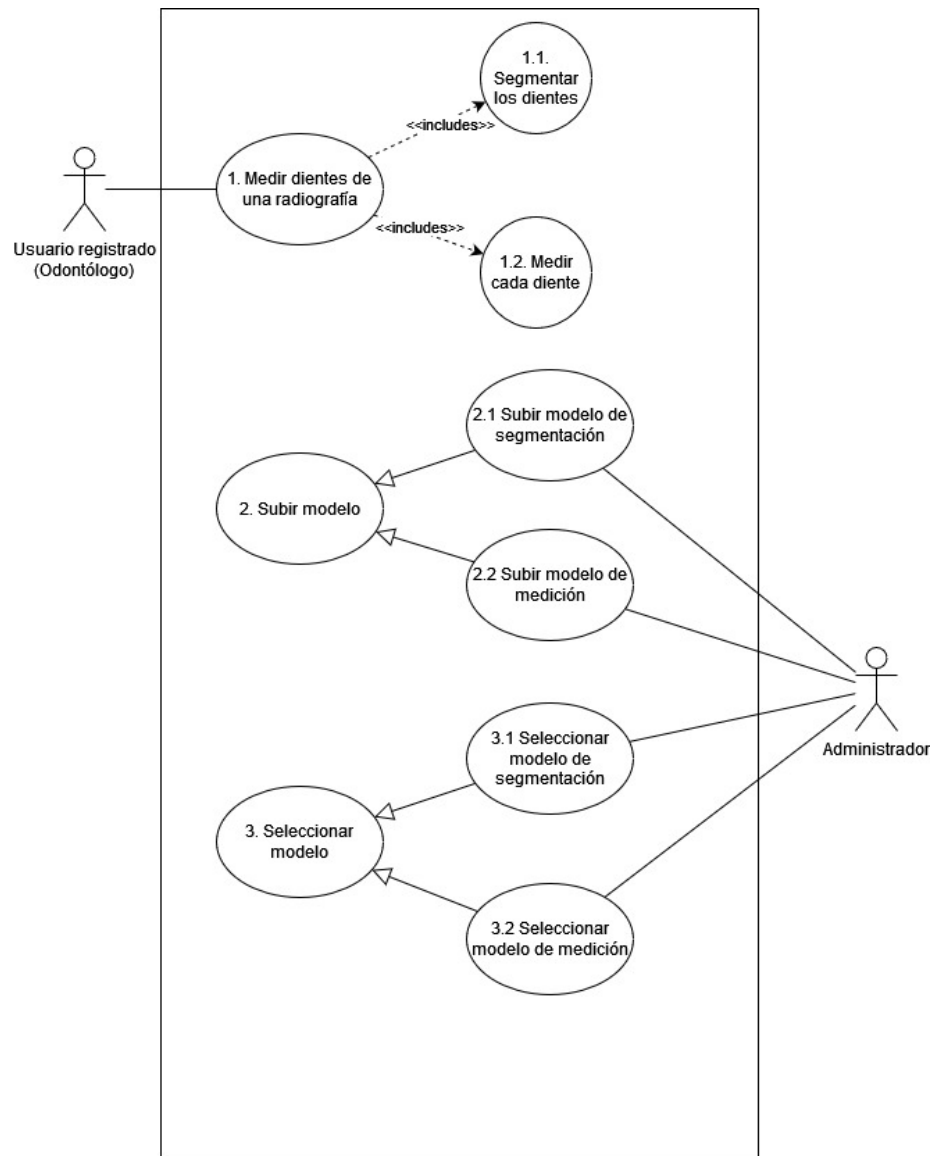 1.1.
Segmentar
los dientes
<<includes>>
1. Medir dientes de
una radiografía
Usuario registrado
(Odontólogo)
<<includes>>
1.2. Medir
cada diente
2.1 Subir modelo de
segmentación
2. Subir modelo
2.2 Subir modelo de
medición
3.1 Seleccionar
modelo de
segmentación
Administrador
3. Seleccionar
modelo
3.2 Seleccionar
modelo de medición